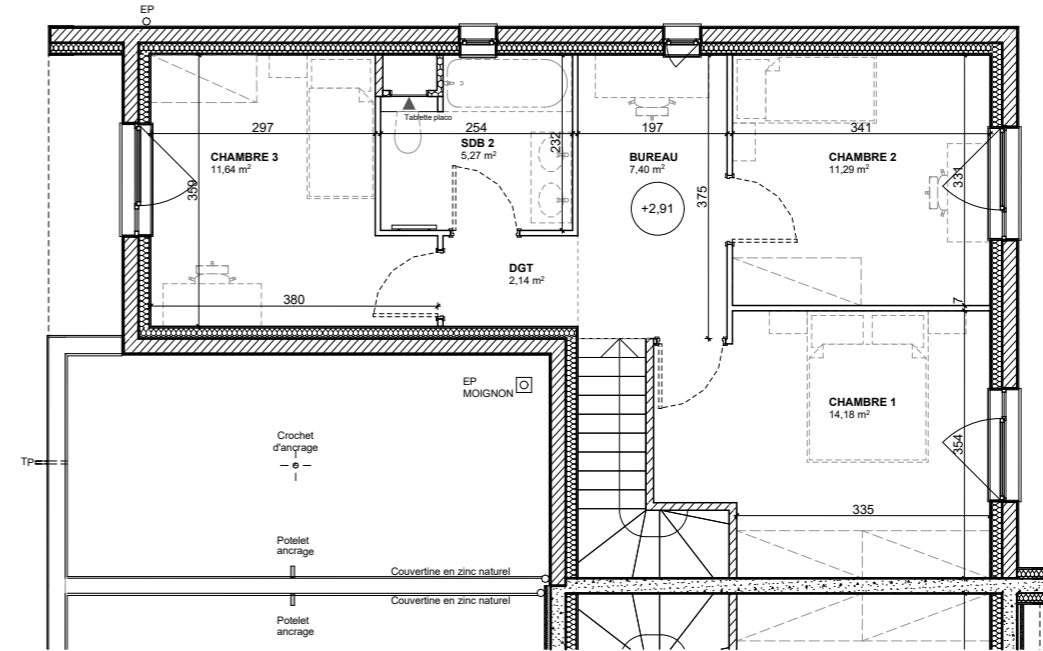 EP
Tablette placo
297
254
197
341
CHAMBRE 3
11,64 m²
SDB 2
5,27 m²
232
BUREAU
7,40 m²
CHAMBRE 2
11,29 m²
331
359
375
+2,91
DGT
2,14 m²
380
7
EP
MOIGNON
CHAMBRE 1
14,18 m²
354
Crochet
d'ancrage
TP
335
Potelet
ancrage
Couvertine en zinc naturel
Couvertine en zinc naturel
Potelet
ancrage